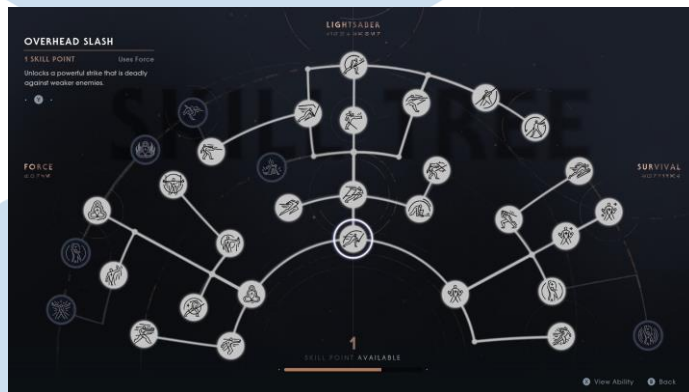 LIGHTSABER
OVERHEAD SLASH
1 SKILL POINT
Uses Force
Unlocks a powerful strike that is deadly
against weaker enemies.
Y
SKILL TREE
FORCE
SURVIVAL
1
SKILL POINT AVAILABLE
View Ability
Back